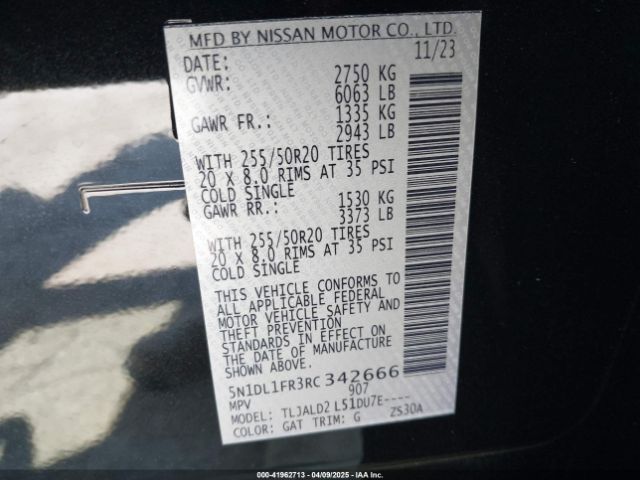 MFD BY NISSAN MOTOR CO., LTD.
DATE: 11/23
GVWR: 2750 KG
6063 LB
GAWR FR.: 1335 KG
2943 LB
WITH 255/50R20 TIRES
20 X 8.0 RIMS AT 35 PSI
COLD SINGLE
GAWR RR.: 1530 KG
3373 LB
WITH 255/50R20 TIRES
20 X 8.0 RIMS AT 35 PSI
COLD SINGLE
THIS VEHICLE CONFORMS TO
ALL APPLICABLE FEDERAL
MOTOR VEHICLE SAFETY AND
THEFT PREVENTION
STANDARDS IN EFFECT ON
THE DATE OF MANUFACTURE
SHOWN ABOVE.
5N1DL1FR3RC342666
MPV 907
TLJALD2 L51DU7E----
COLOR: GAT TRIM: G ZS30A
000-41962713 - 04/09/2025 - IAAI.COM